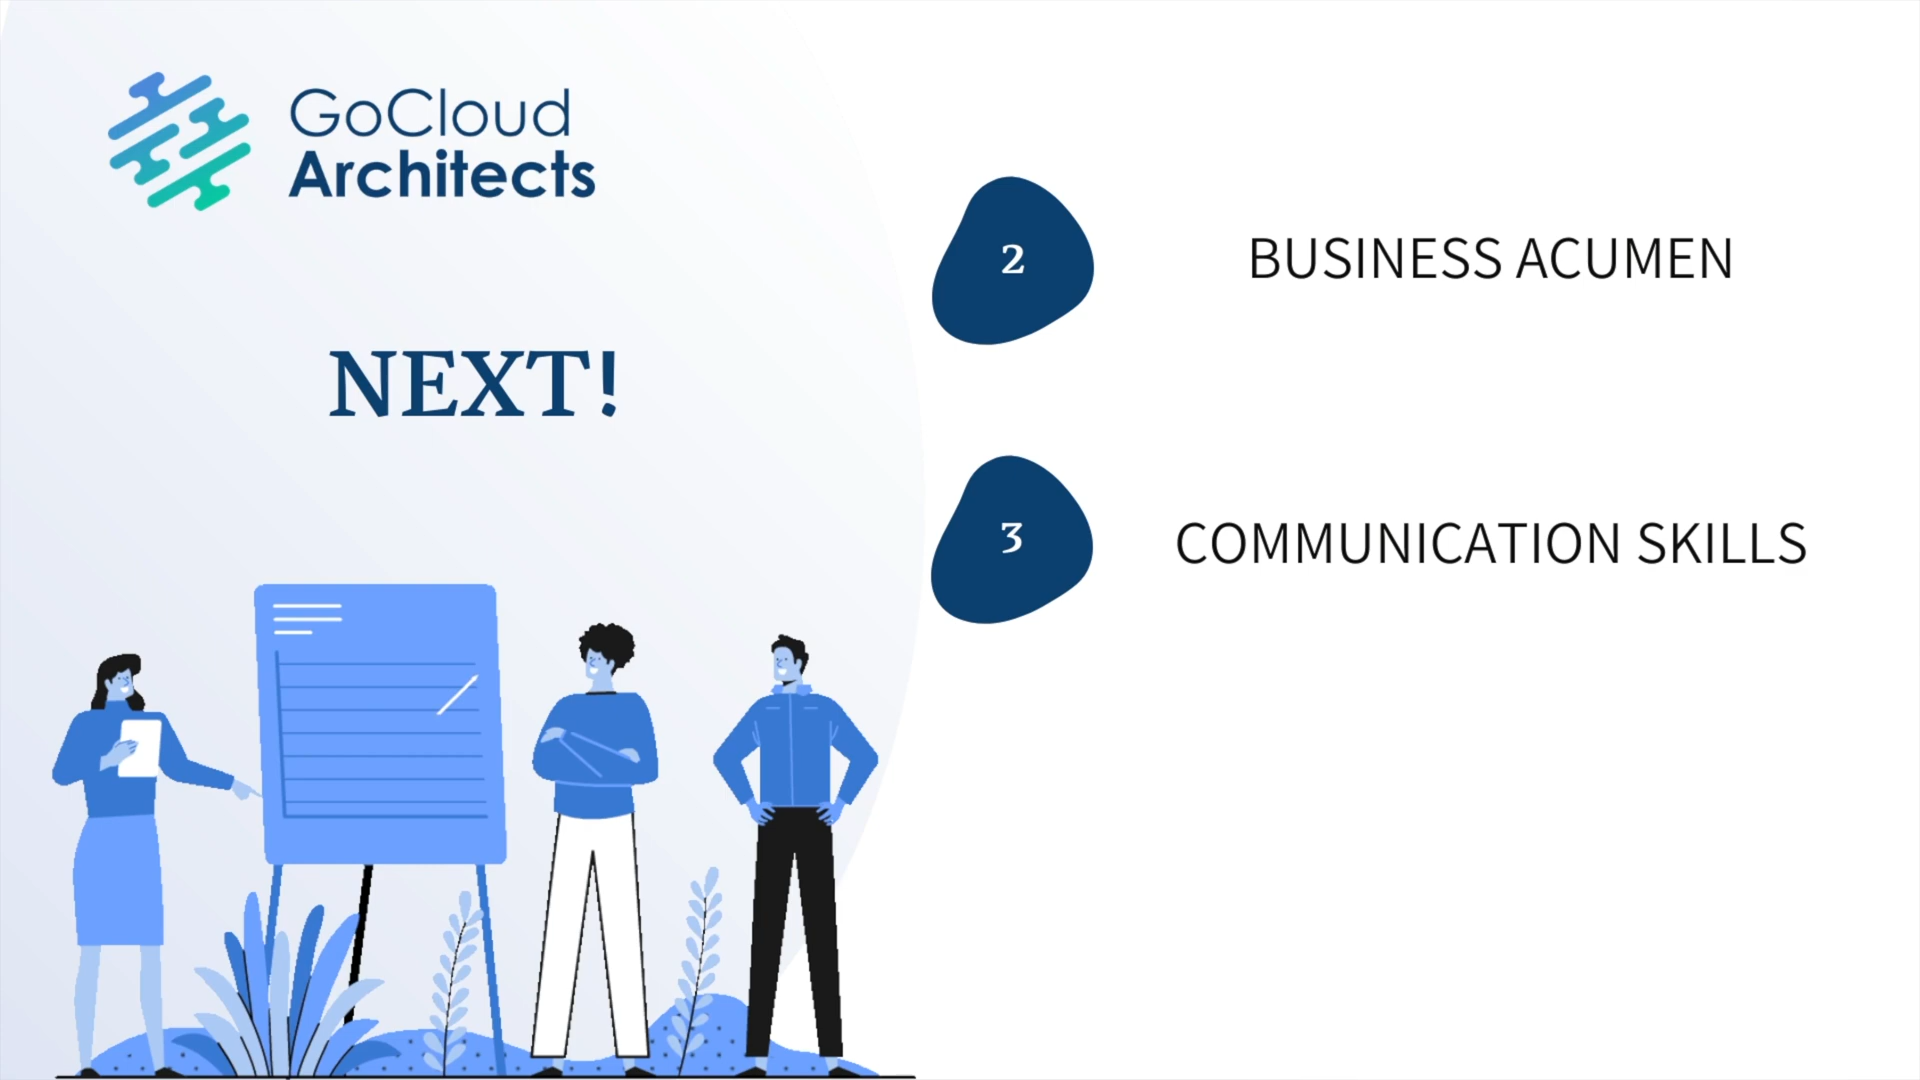 GoCloud
Architects
NEXT!
2
BUSINESS ACUMEN
3
COMMUNICATION SKILLS